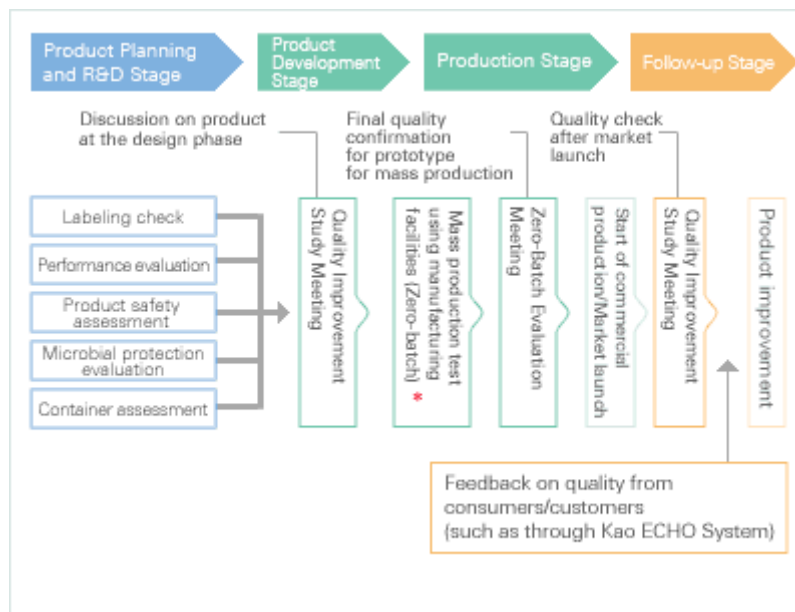 Product Planning
and R&D Stage
Product
Development
Stage
Production Stage
Follow-up Stage
Discussion on product
at the design phase
Final quality
confirmation
for prototype
for mass production
Quality check
after market
launch
Labeling check
Performance evaluation
Product safety
assessment
Microbial protection
evaluation
Container assessment
Quality Improvement
Study Meeting
Mass production test
using manufacturing
facilities (Zero-batch) *
Zero-Batch Evaluation
Meeting
Start of commercial
production/Market launch
Quality Improvement
Study Meeting
Product improvement
Feedback on quality from
consumers/customers
(such as through Kao ECHO System)